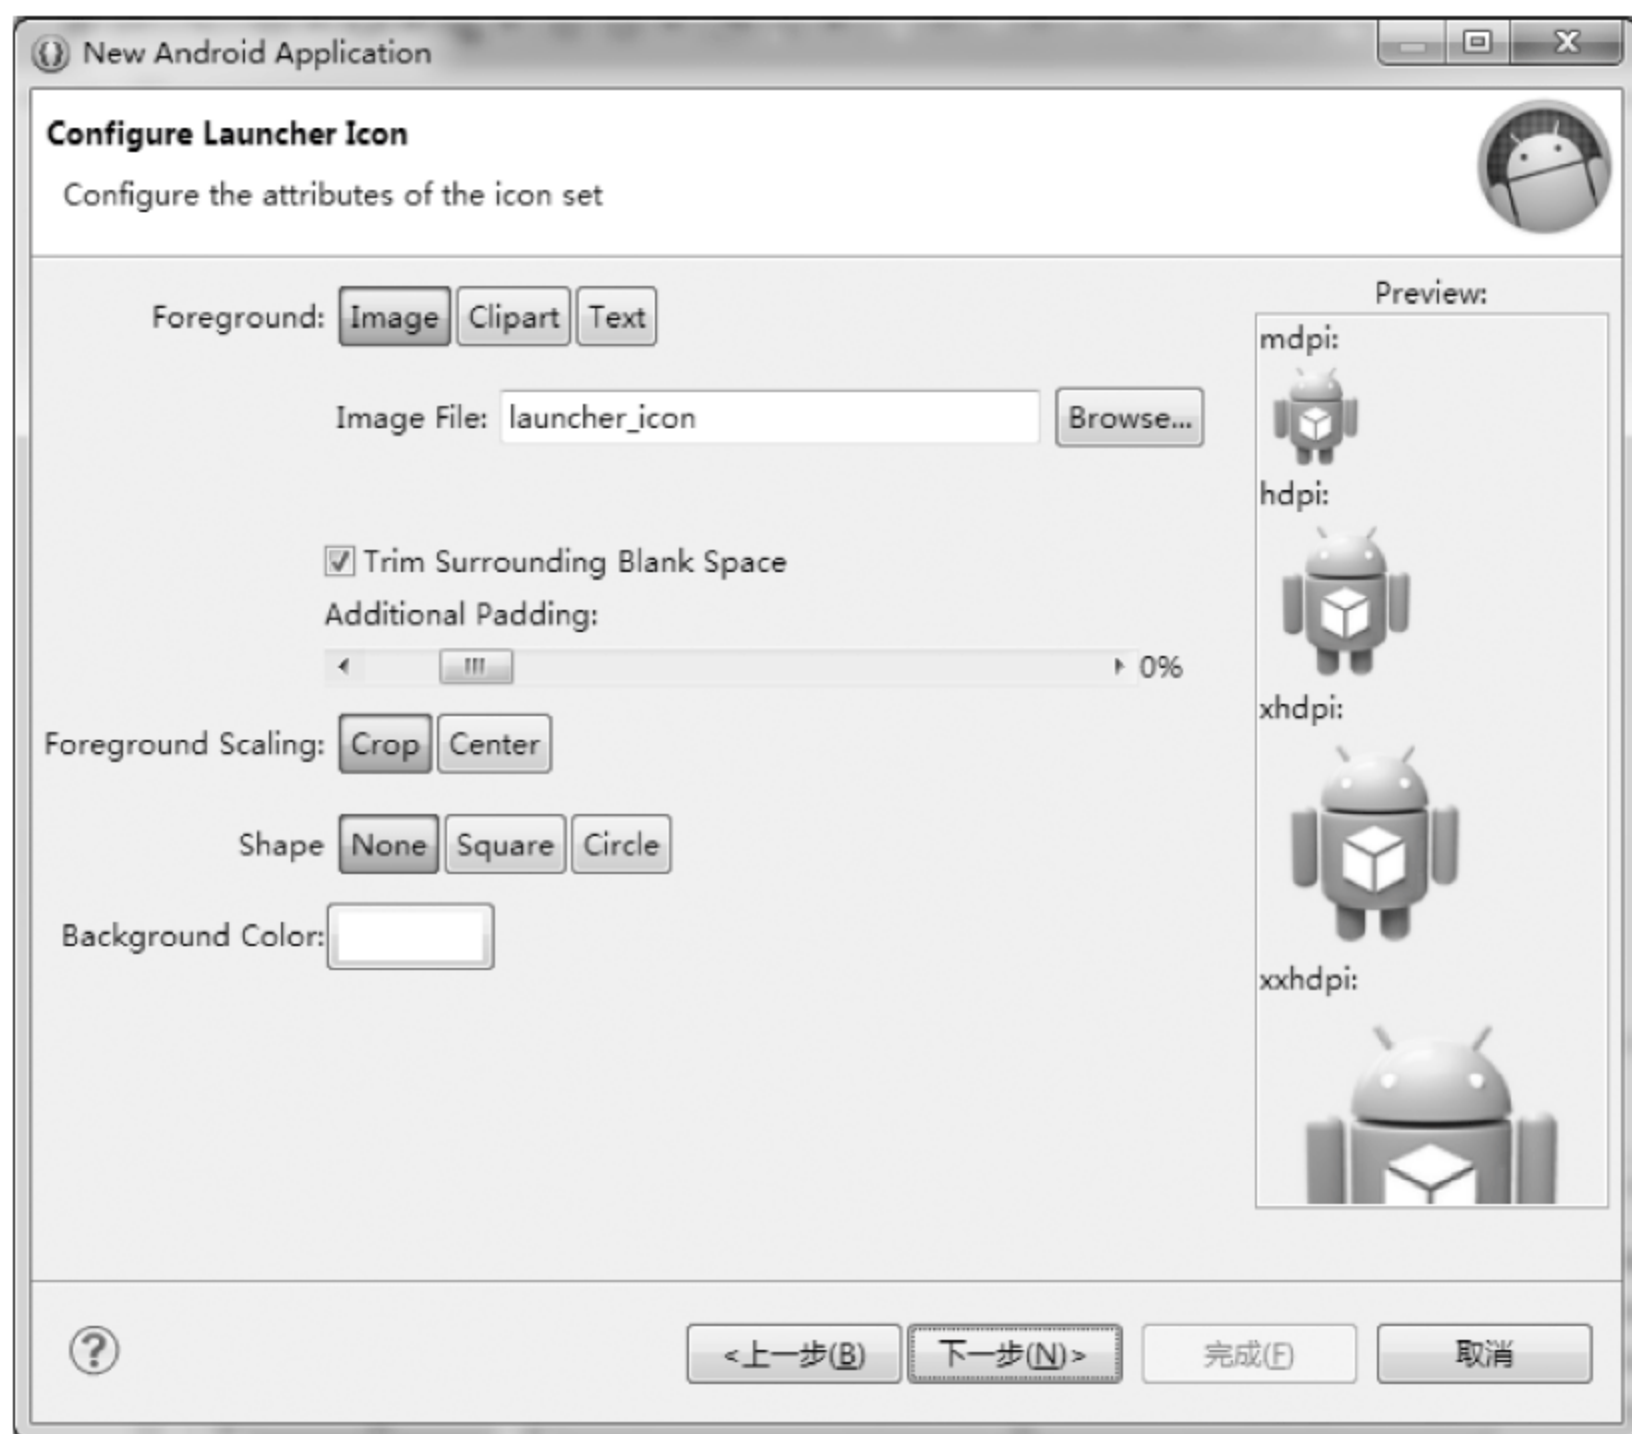 New Android Application
Configure Launcher Icon
Configure the attributes of the icon set
Foreground: Image Clipart Text
Image File: launcher_icon Browse...
Trim Surrounding Blank Space
Additional Padding:
0%
Foreground Scaling: Crop Center
Shape None Square Circle
Background Color:
Preview:
mdpi:
hdpi:
xhdpi:
xxhdpi:
<上一步(B) 下一步(N)> 完成(F) 取消